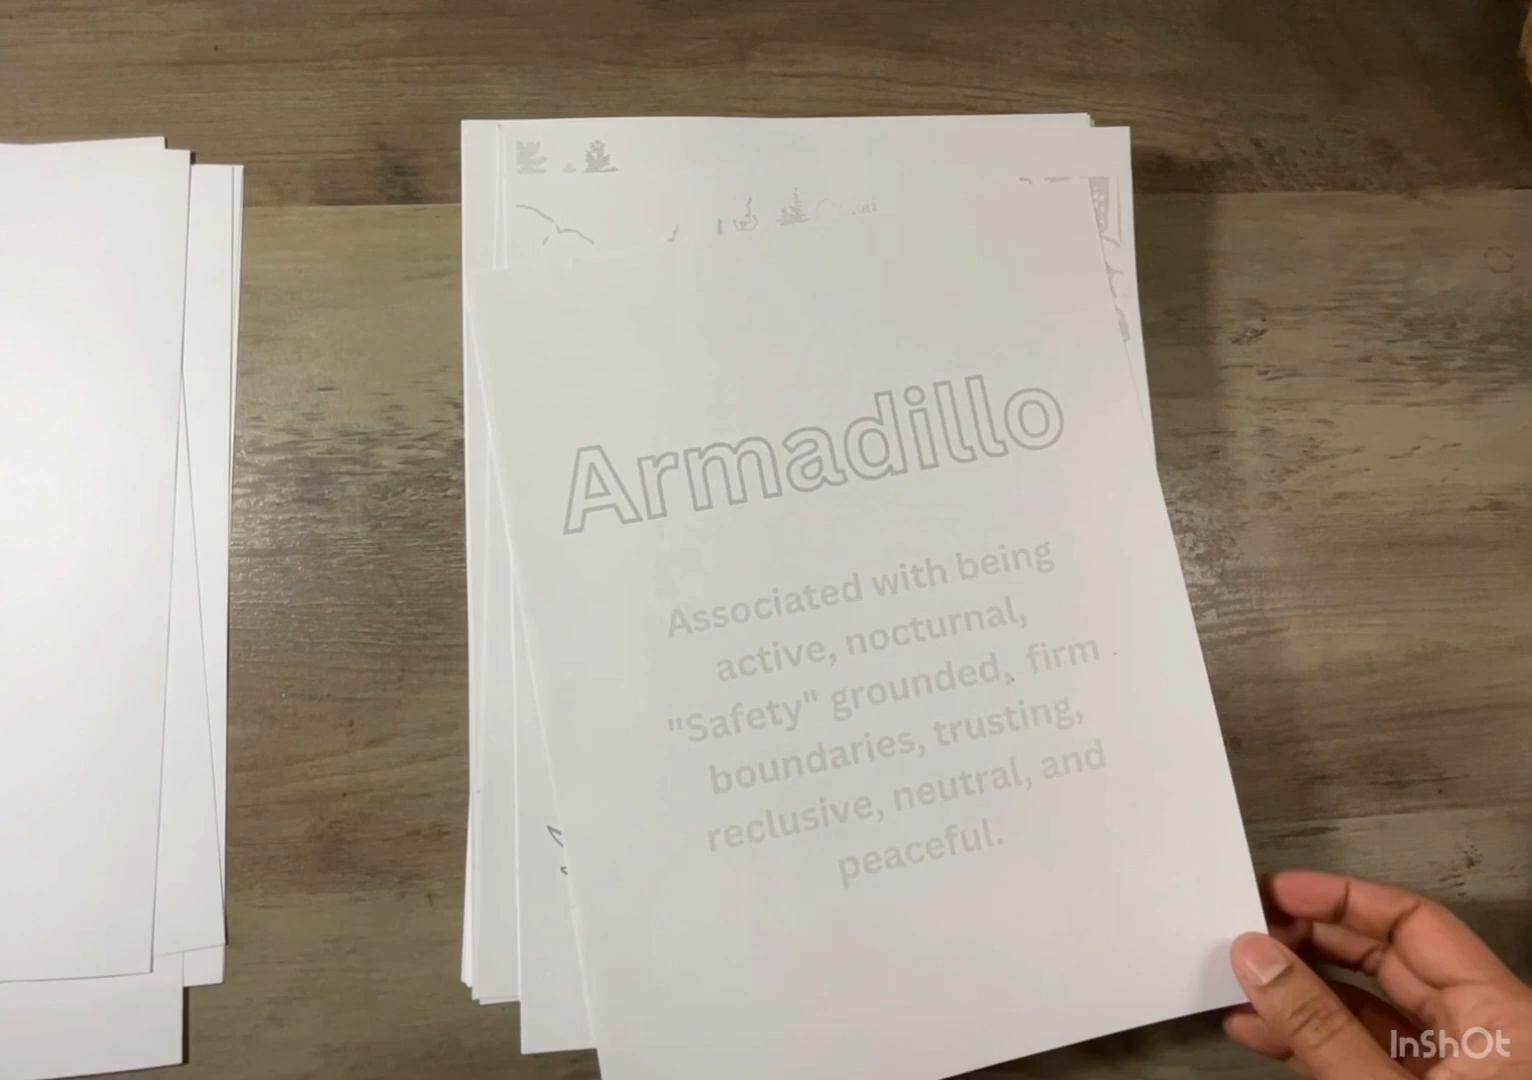 Armadillo
Associated with being
active, nocturnal,
"Safety" grounded, firm
boundaries, trusting,
reclusive, neutral, and
peaceful.
InShOt